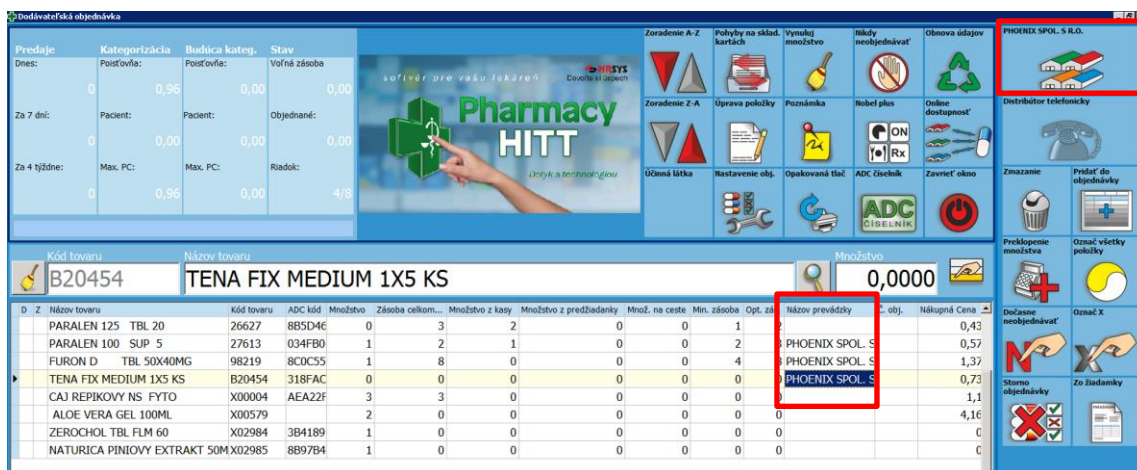 Dodávateľská objednávka
Predaje Kategorizácia Budúca kateg. Stav
Dnes: Poisťovňa: Poisťovňa: Voľná zásoba
0 0,96 0,00 0,00
Za 7 dní: Pacient: Pacient: Objednané:
0 0,00 0,00 0,00
Za 4 týždne: Max. PC: Max. PC: Riadok:
0 0,96 0,00 4/8
softvér pre vašu lekáreň
HRSYS
Dovoľte si úspech
Pharmacy
HITT
Dotyk s technológiou
Zoradenie A-Z
Pohyby na sklad. kartách
Vynuluj množstvo
Nikdy neobjednávať
Obnova údajov
Zoradenie Z-A
Úprava položky
Poznámka
Nobel plus
ON
Rx
Online dostupnosť
Účinná látka
Nastavenie obj.
Opakovaná tlač
ADC číselník
ADC
ČÍSELNÍK
Zavrieť okno
PHOENIX SPOL. S R.O.
Distribútor telefonicky
Zmazanie
Pridať do objednávky
Preklopenie množstva
Označ všetky položky
Dočasne neobjednávať
N
Označ X
X
Storno objednávky
Zo žiadanky
Kód tovaru Názov tovaru Množstvo
B20454 TENA FIX MEDIUM 1X5 KS 0,0000
D Z Názov tovaru Kód tovaru ADC kód Množstvo Zásoba celkom... Množstvo z kasy Množstvo z predžiadanky Množ. na ceste Min. zásoba Opt. zá Názov prevádzky . obj. Nákupná Cena
PARALEN 125 TBL 20 26627 8B5D46 0 3 2 0 0 1 2 0,43
PARALEN 100 SUP 5 27613 034FB0 1 2 1 0 0 2 PHOENIX SPOL. S 0,57
FURON D TBL 50X40MG 98219 8C0C55 1 8 0 0 0 4 PHOENIX SPOL. S 1,37
TENA FIX MEDIUM 1X5 KS B20454 318FAC 0 0 0 0 0 0 0 PHOENIX SPOL. S 0,73
CAJ REPIKOVY NS FYTO X00004 AEA22F 3 3 0 0 0 0 0 1,1
ALOE VERA GEL 100ML X00579 2 0 0 0 0 0 0 4,16
ZEROCHOL TBL FLM 60 X02984 3B4189 1 0 0 0 0 0 0
NATURICA PINIOVY EXTRAKT 50M X02985 8B97B4 1 0 0 0 0 0 0